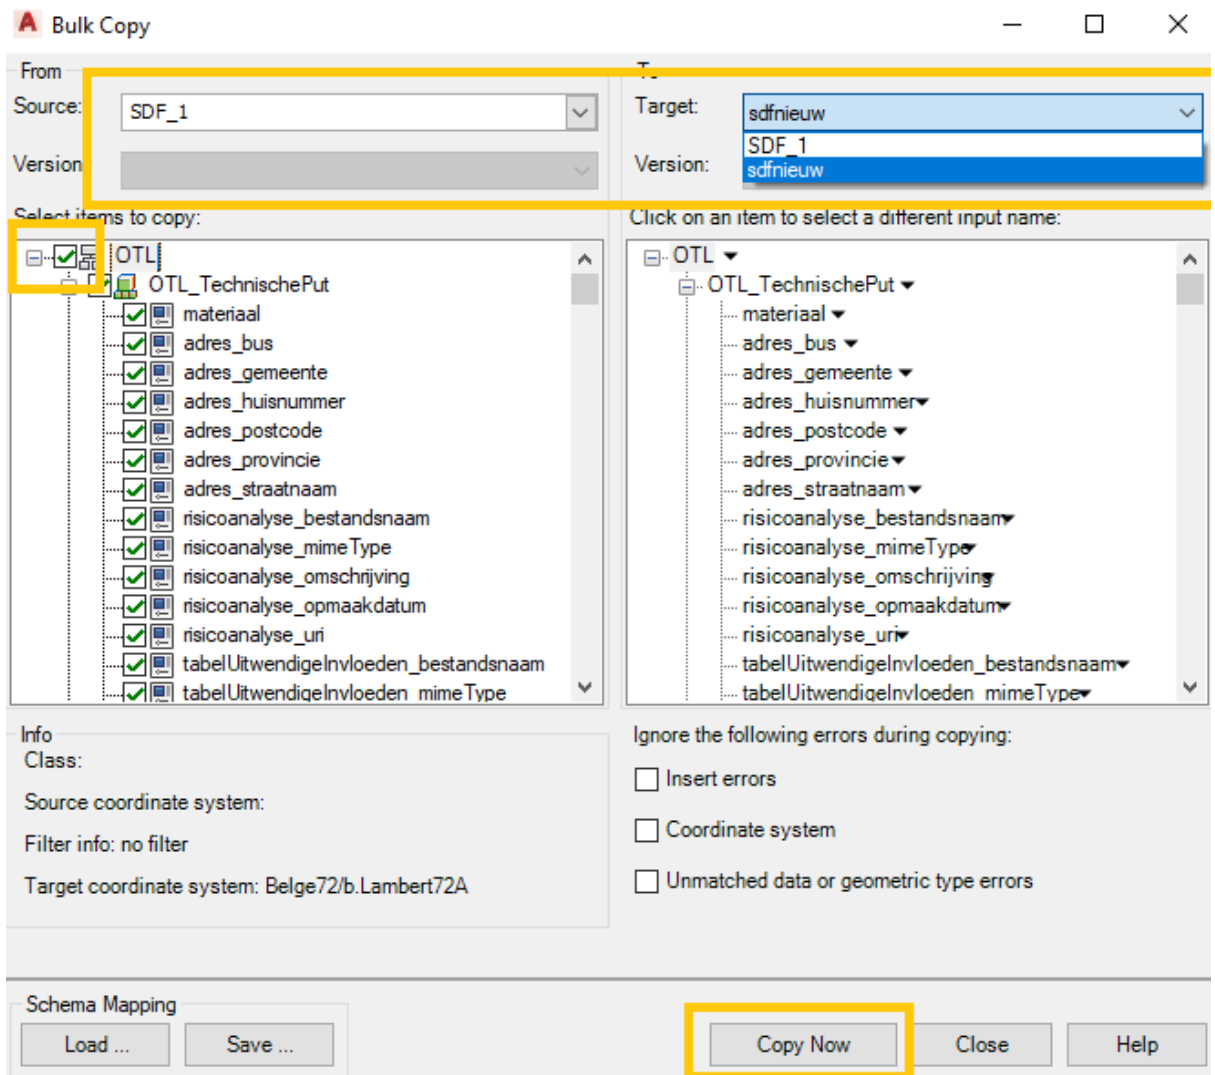 Bulk Copy
From
Source:
SDF_1
Version
Select items to copy:
OTL
OTL_TechnischePut
materiaal
adres_bus
adres_gemeente
adres_huisnummer
adres_postcode
adres_provincie
adres_straatnaam
risicoanalyse_bestandsnaam
risicoanalyse_mimeType
risicoanalyse_omschrijving
risicoanalyse_opmaakdatum
risicoanalyse_uri
tabelUitwendigeInvloeden_bestandsnaam
tabelUitwendigeInvloeden_mimeType
To
Target:
sdfnieuw
SDF_1
sdfnieuw
Version:
Click on an item to select a different input name:
OTL
OTL_TechnischePut
materiaal
adres_bus
adres_gemeente
adres_huisnummer
adres_postcode
adres_provincie
adres_straatnaam
risicoanalyse_bestandsnaam
risicoanalyse_mimeType
risicoanalyse_omschrijving
risicoanalyse_opmaakdatum
risicoanalyse_uri
tabelUitwendigeInvloeden_bestandsnaam
tabelUitwendigeInvloeden_mimeType
Info
Class:
Source coordinate system:
Filter info: no filter
Target coordinate system: Belge72/b.Lambert72A
Ignore the following errors during copying:
Insert errors
Coordinate system
Unmatched data or geometric type errors
Schema Mapping
Load ...
Save ...
Copy Now
Close
Help